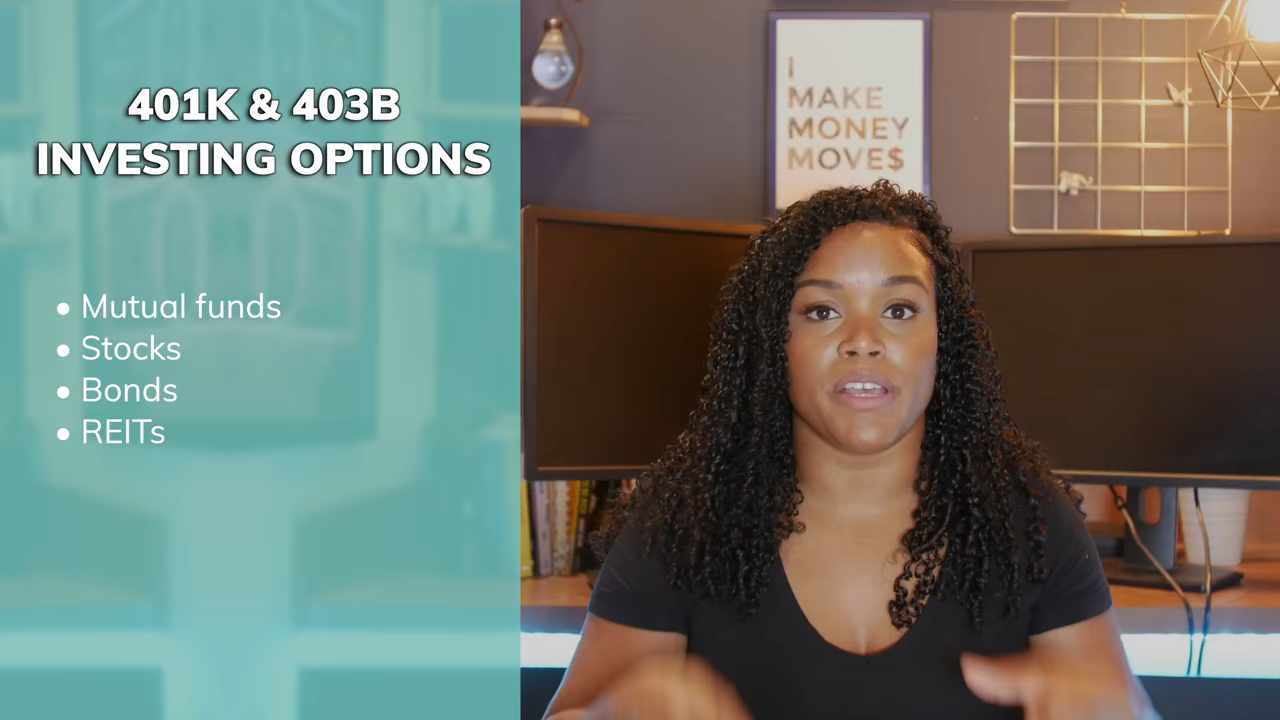 401K & 403B
INVESTING OPTIONS
• Mutual funds
• Stocks
• Bonds
• REITs
I
MAKE
MONEY
MOVE$